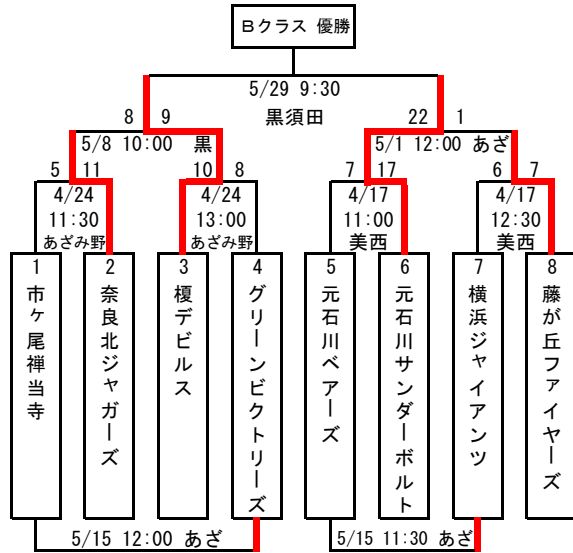 Bクラス 優勝
5/29 9:30
黒須田
8 9
22 1
5/8 10:00 黒
5/1 12:00 あざ
5 11
10 8
7 17
6 7
4/24
11:30
あざみ野
4/24
13:00
あざみ野
4/17
11:00
美西
4/17
12:30
美西
1
市ヶ尾禅当寺
2
奈良北ジャガーズ
3
榎デビルス
4
グリーンビクトリーズ
5
元石川ベアーズ
6
元石川サンダーボルト
7
横浜ジャイアンツ
8
藤が丘ファイヤーズ
5/15 12:00 あざ
5/15 11:30 あざ